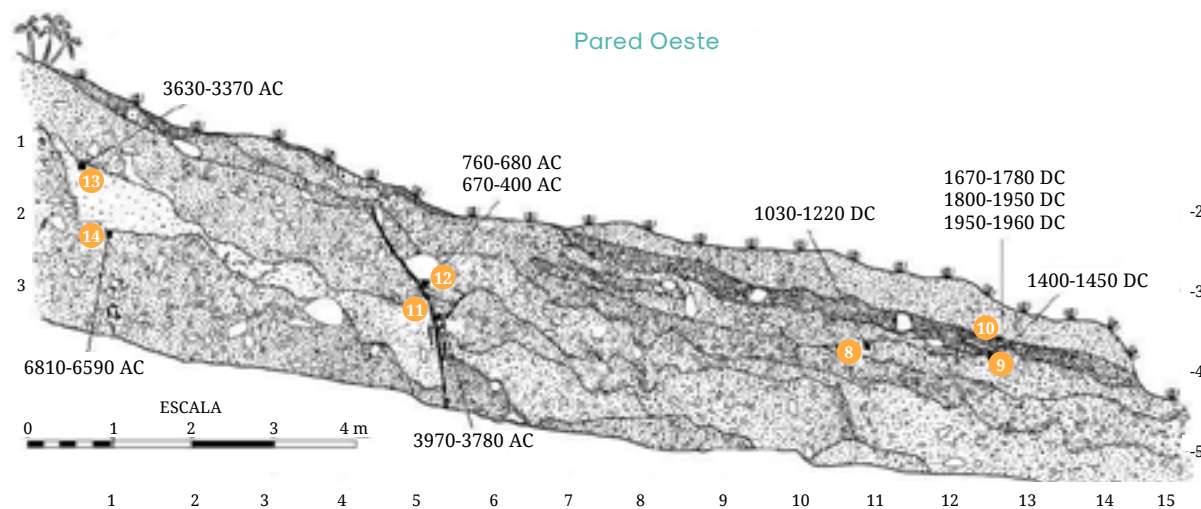 Pared Oeste
3630-3370 AC
1
13
760-680 AC
670-400 AC
1670-1780 DC
1800-1950 DC
1950-1960 DC
1030-1220 DC
2
-2
14
12
1400-1450 DC
3
-3
11
10
8
9
6810-6590 AC
-4
ESCALA
0 1 2 3 4 m
3970-3780 AC
-5
1 2 3 4 5 6 7 8 9 10 11 12 13 14 15